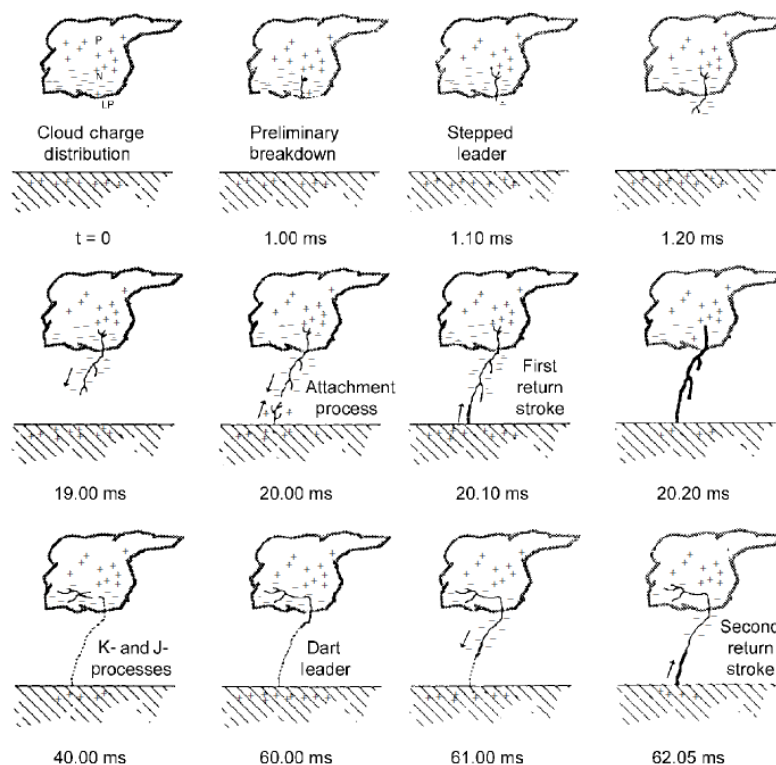 P
N
LP
Cloud charge
distribution
Preliminary
breakdown
Stepped
leader
t = 0
1.00 ms
1.10 ms
1.20 ms
Attachment
process
First
return
stroke
19.00 ms
20.00 ms
20.10 ms
20.20 ms
K- and J-
processes
Dart
leader
Second
return
stroke
40.00 ms
60.00 ms
61.00 ms
62.05 ms